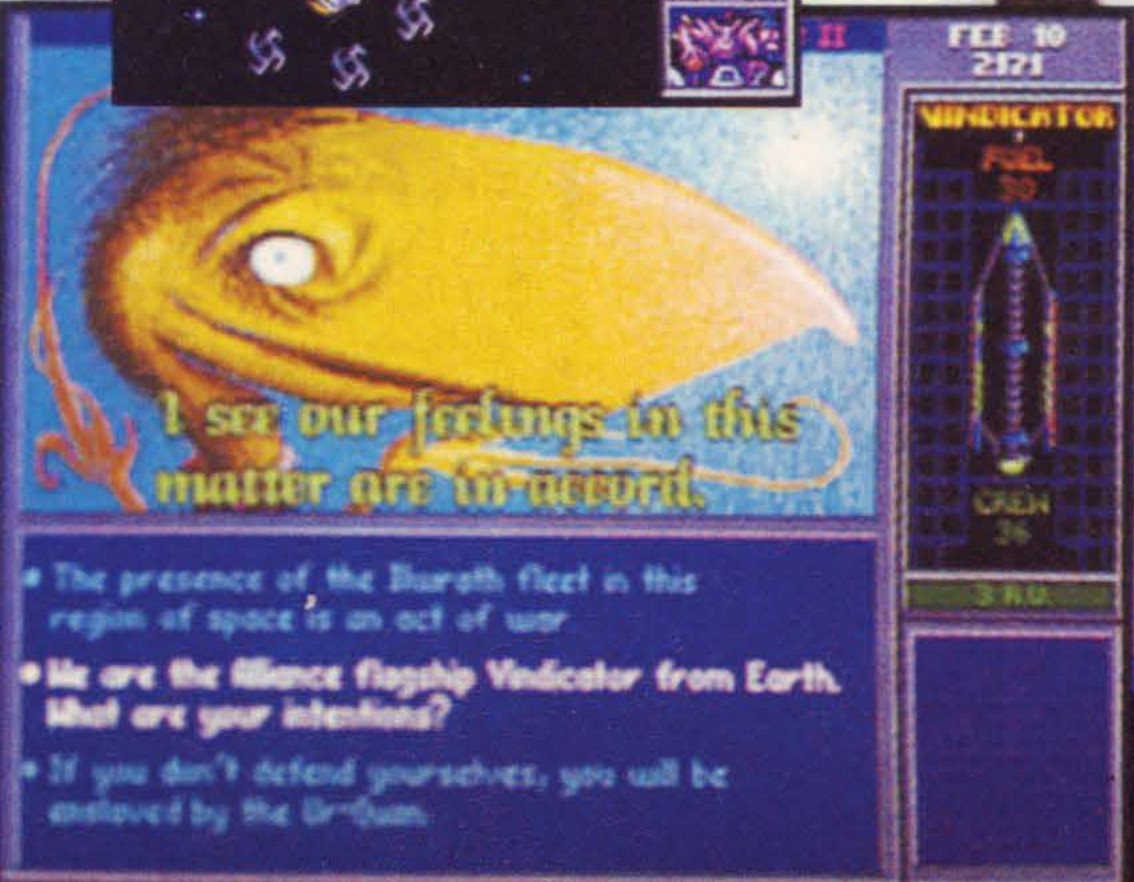 II
FEB 10
2171
VINDICATOR
FUEL
I see our feelings in this
matter are in accord.
CREW
36
• The presence of the Ilwrath fleet in this
region of space is an act of war
• We are the Alliance flagship Vindicator from Earth.
What are your intentions?
• If you don't defend yourselves, you will be
enslaved by the Ur-Quan.
3 R.U.